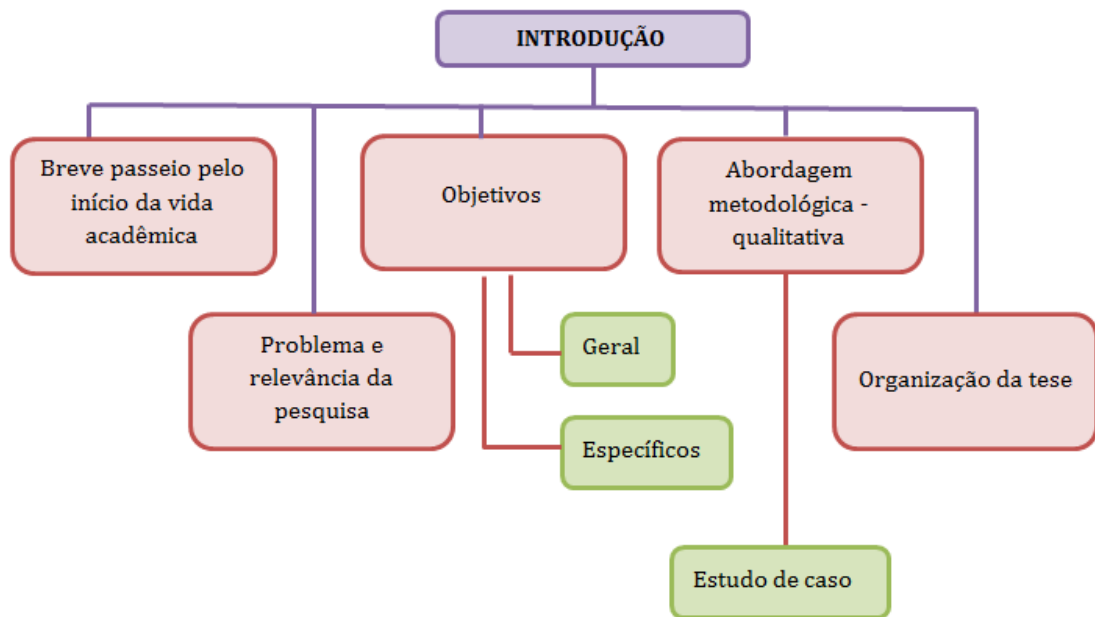 INTRODUÇÃO
Breve passeio pelo
início da vida
acadêmica
Problema e
relevância da
pesquisa
Objetivos
Geral
Específicos
Abordagem
metodológica -
qualitativa
Estudo de caso
Organização da tese